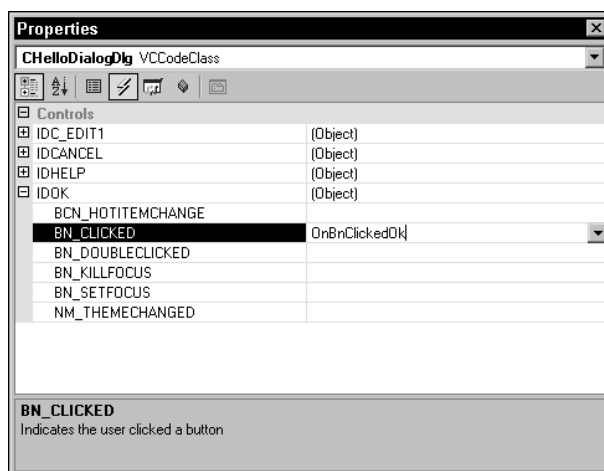 Properties
CHelloDialogDlg VCCodeClass
Controls
IDC_EDIT1 (Object)
IDCANCEL (Object)
IDHELP (Object)
IDOK (Object)
BCN_HOTITEMCHANGE
BN_CLICKED OnBnClickedOk
BN_DOUBLECLICKED
BN_KILLFOCUS
BN_SETFOCUS
NM_THEMECHANGED
BN_CLICKED
Indicates the user clicked a button